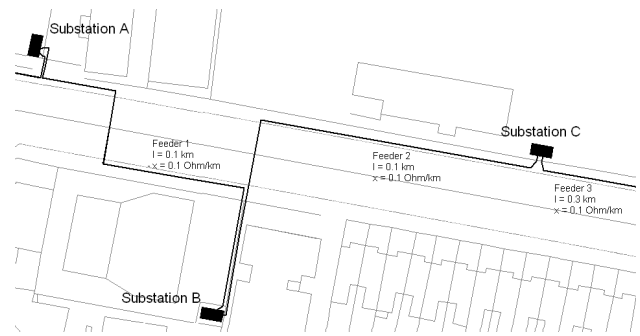 Substation A
Feeder 1
l = 0.1 km
x = 0.1 Ohm/km
Feeder 2
l = 0.1 km
x = 0.1 Ohm/km
Substation C
Feeder 3
l = 0.3 km
x = 0.1 Ohm/km
Substation B